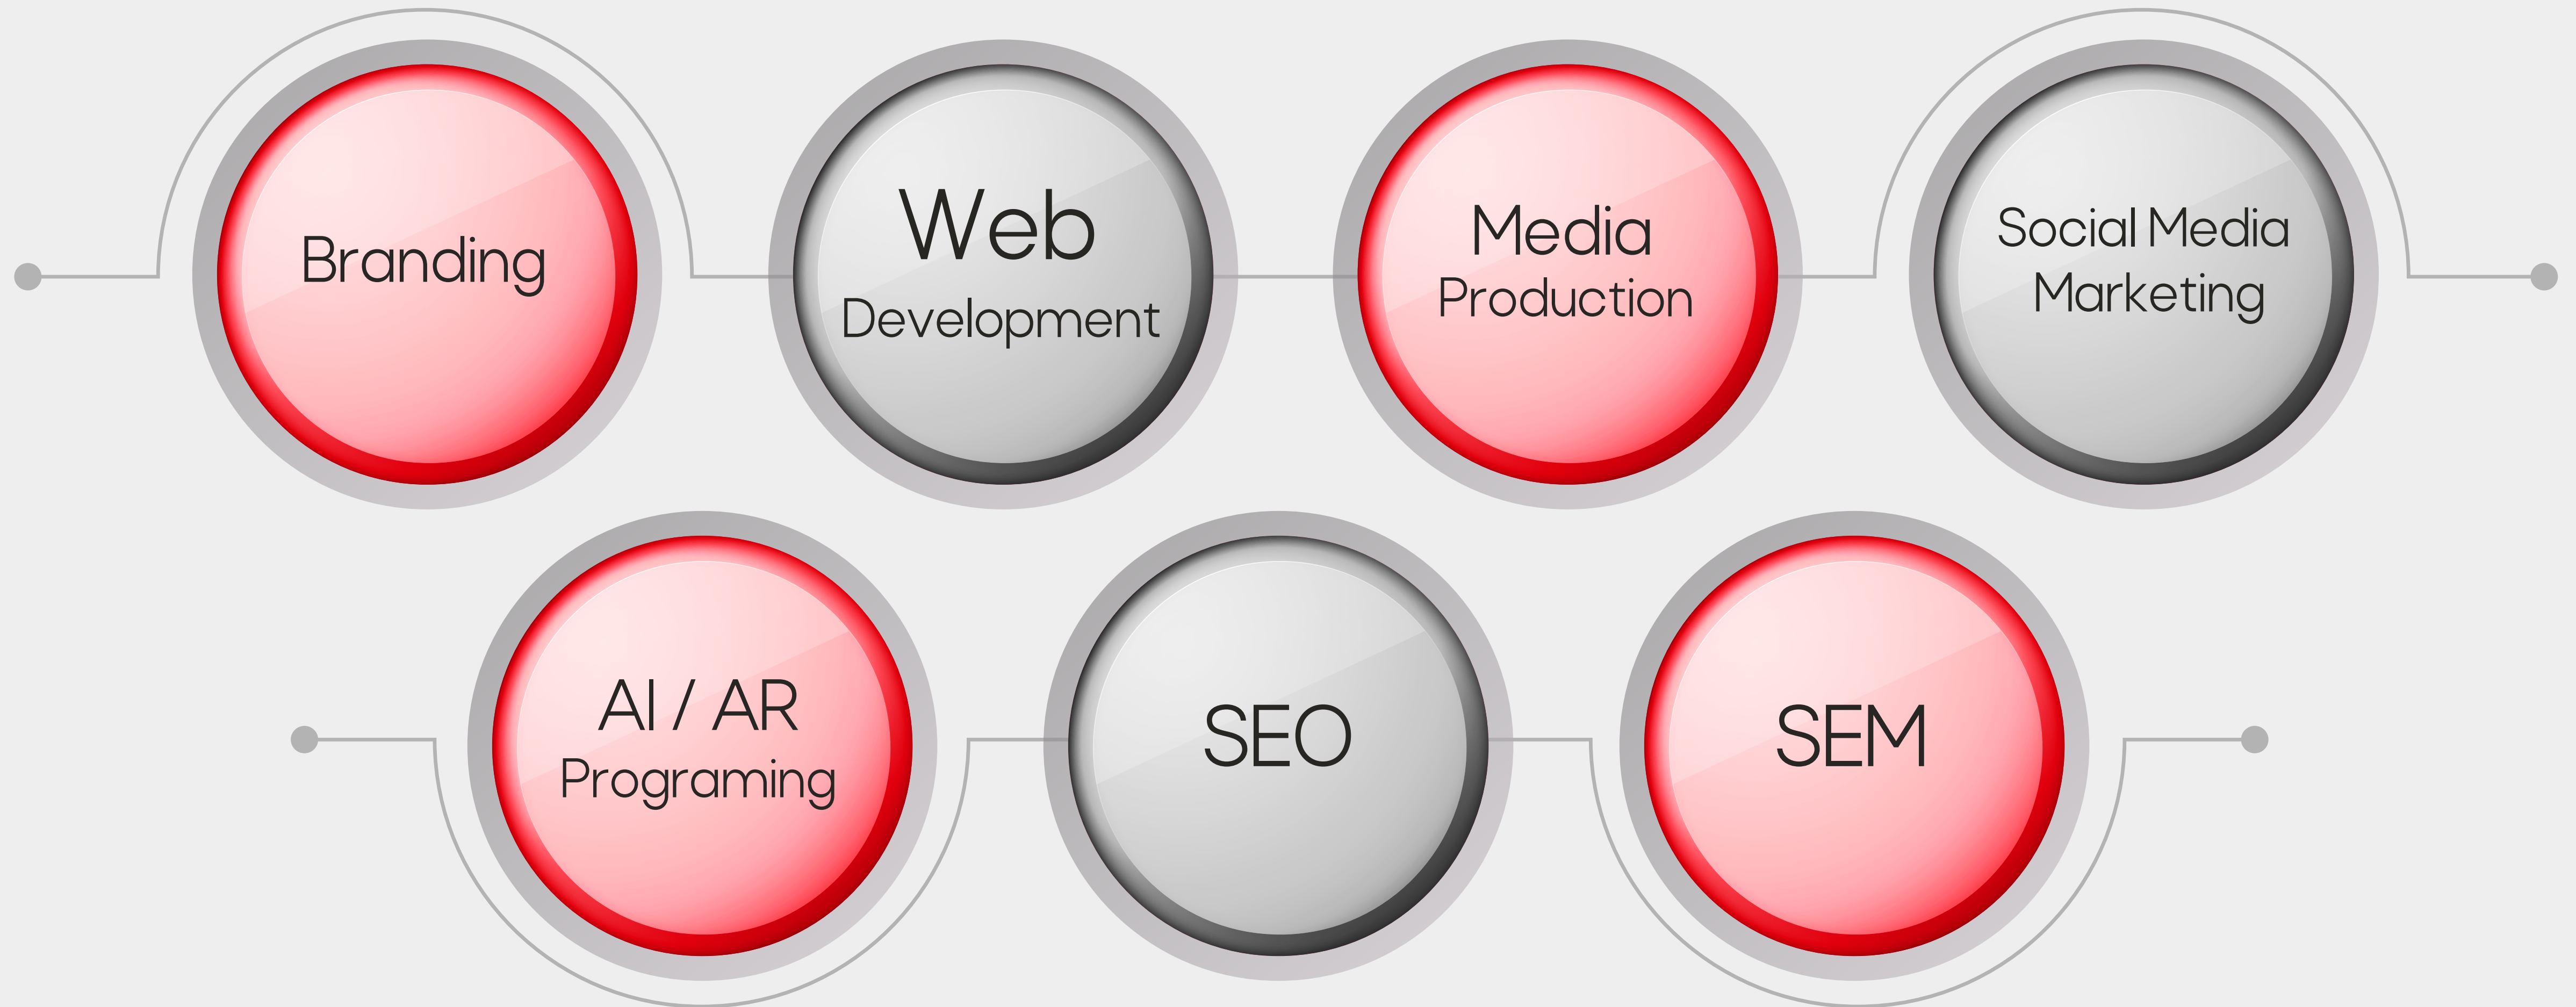 Branding
Web
Development
Media
Production
Social Media
Marketing
AI / AR
Programing
SEO
SEM